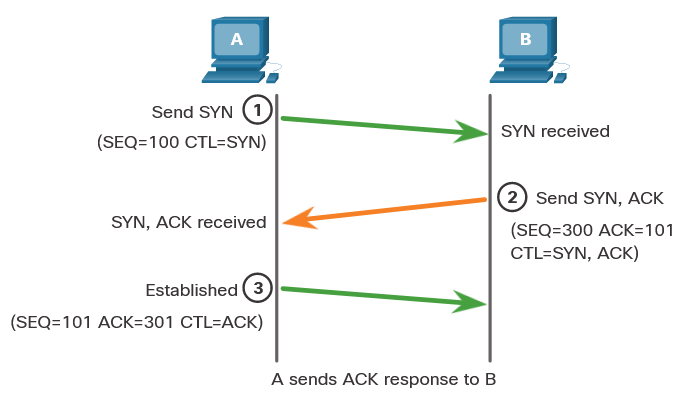 A
B
Send SYN 1
(SEQ=100 CTL=SYN)
SYN received
2 Send SYN, ACK
(SEQ=300 ACK=101
CTL=SYN, ACK)
SYN, ACK received
Established 3
(SEQ=101 ACK=301 CTL=ACK)
A sends ACK response to B